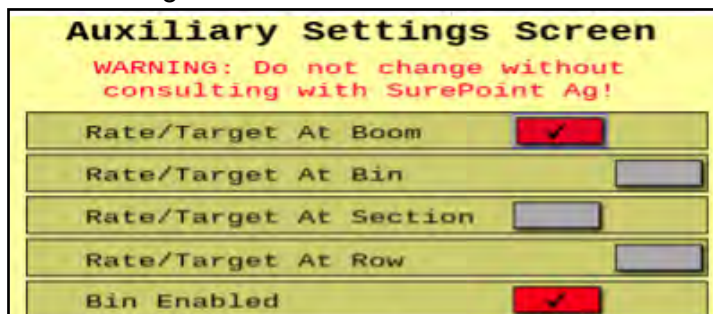 Auxiliary Settings Screen
WARNING: Do not change without
consulting with SurePoint Ag!
Rate/Target At Boom
Rate/Target At Bin
Rate/Target At Section
Rate/Target At Row
Bin Enabled